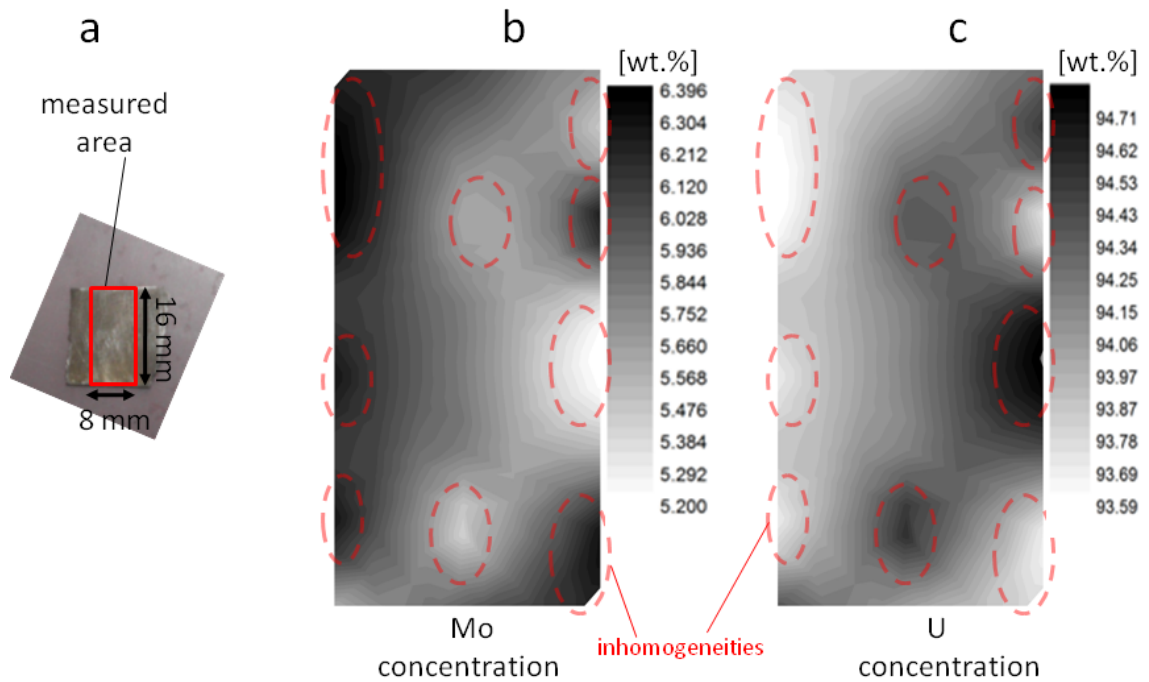 a
measured
area
16 mm
8 mm
b
[wt.%]
6.396
6.304
6.212
6.120
6.028
5.936
5.844
5.752
5.660
5.568
5.476
5.384
5.292
5.200
Mo
concentration
c
[wt.%]
94.71
94.62
94.53
94.43
94.34
94.25
94.15
94.06
93.97
93.87
93.78
93.69
93.59
U
concentration
inhomogeneities